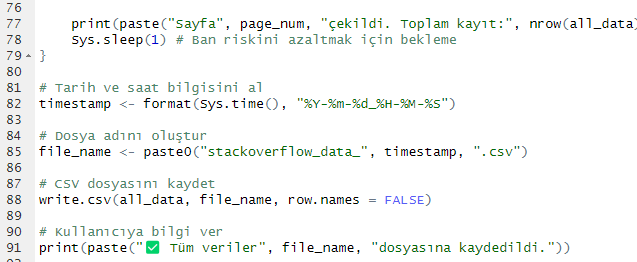 76
77 print(paste("Sayfa", page_num, "çekildi. Toplam kayıt:", nrow(all_data)
78 Sys.sleep(1) # Ban riskini azaltmak için bekleme
79 }
80
81 # Tarih ve saat bilgisini al
82 timestamp <- format(Sys.time(), "%Y-%m-%d_%H-%M-%S")
83
84 # Dosya adını oluştur
85 file_name <- paste0("stackoverflow_data_", timestamp, ".csv")
86
87 # CSV dosyasını kaydet
88 write.csv(all_data, file_name, row.names = FALSE)
89
90 # Kullanıcıya bilgi ver
91 print(paste("✅ Tüm veriler", file_name, "dosyasına kaydedildi."))